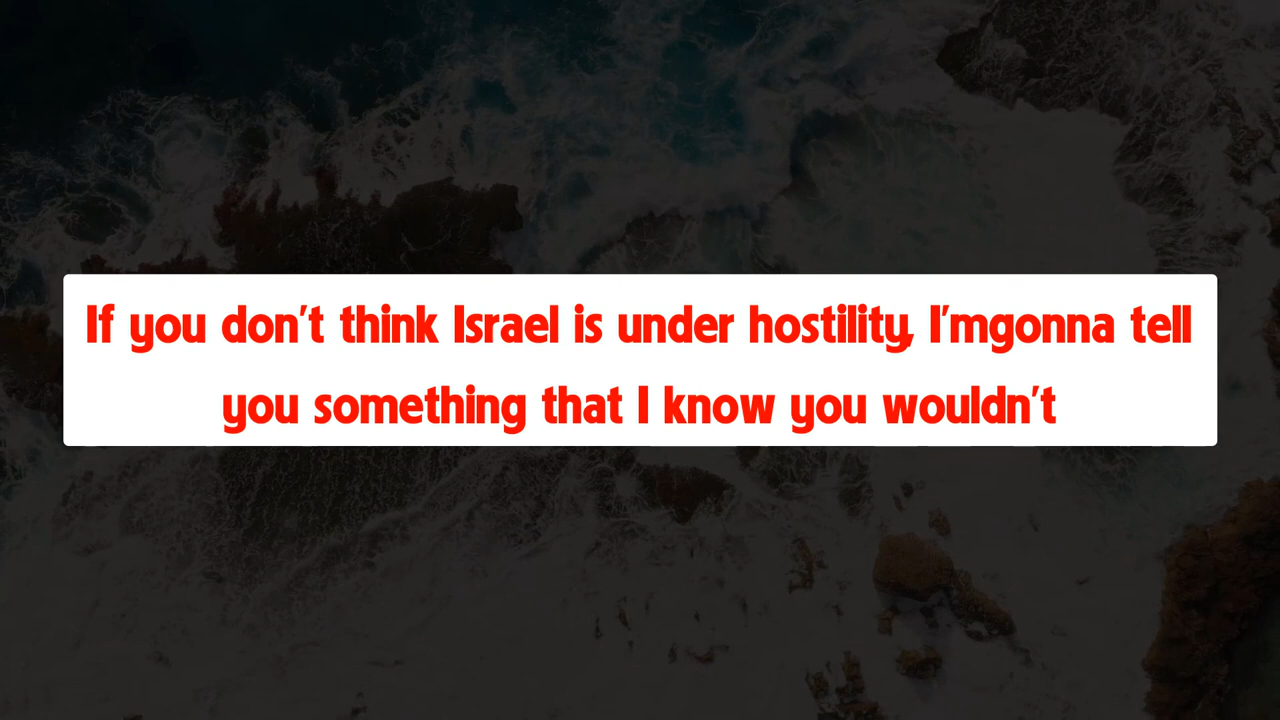 If you don't think Israel is under hostility, I'mgonna tell
you something that I know you wouldn't